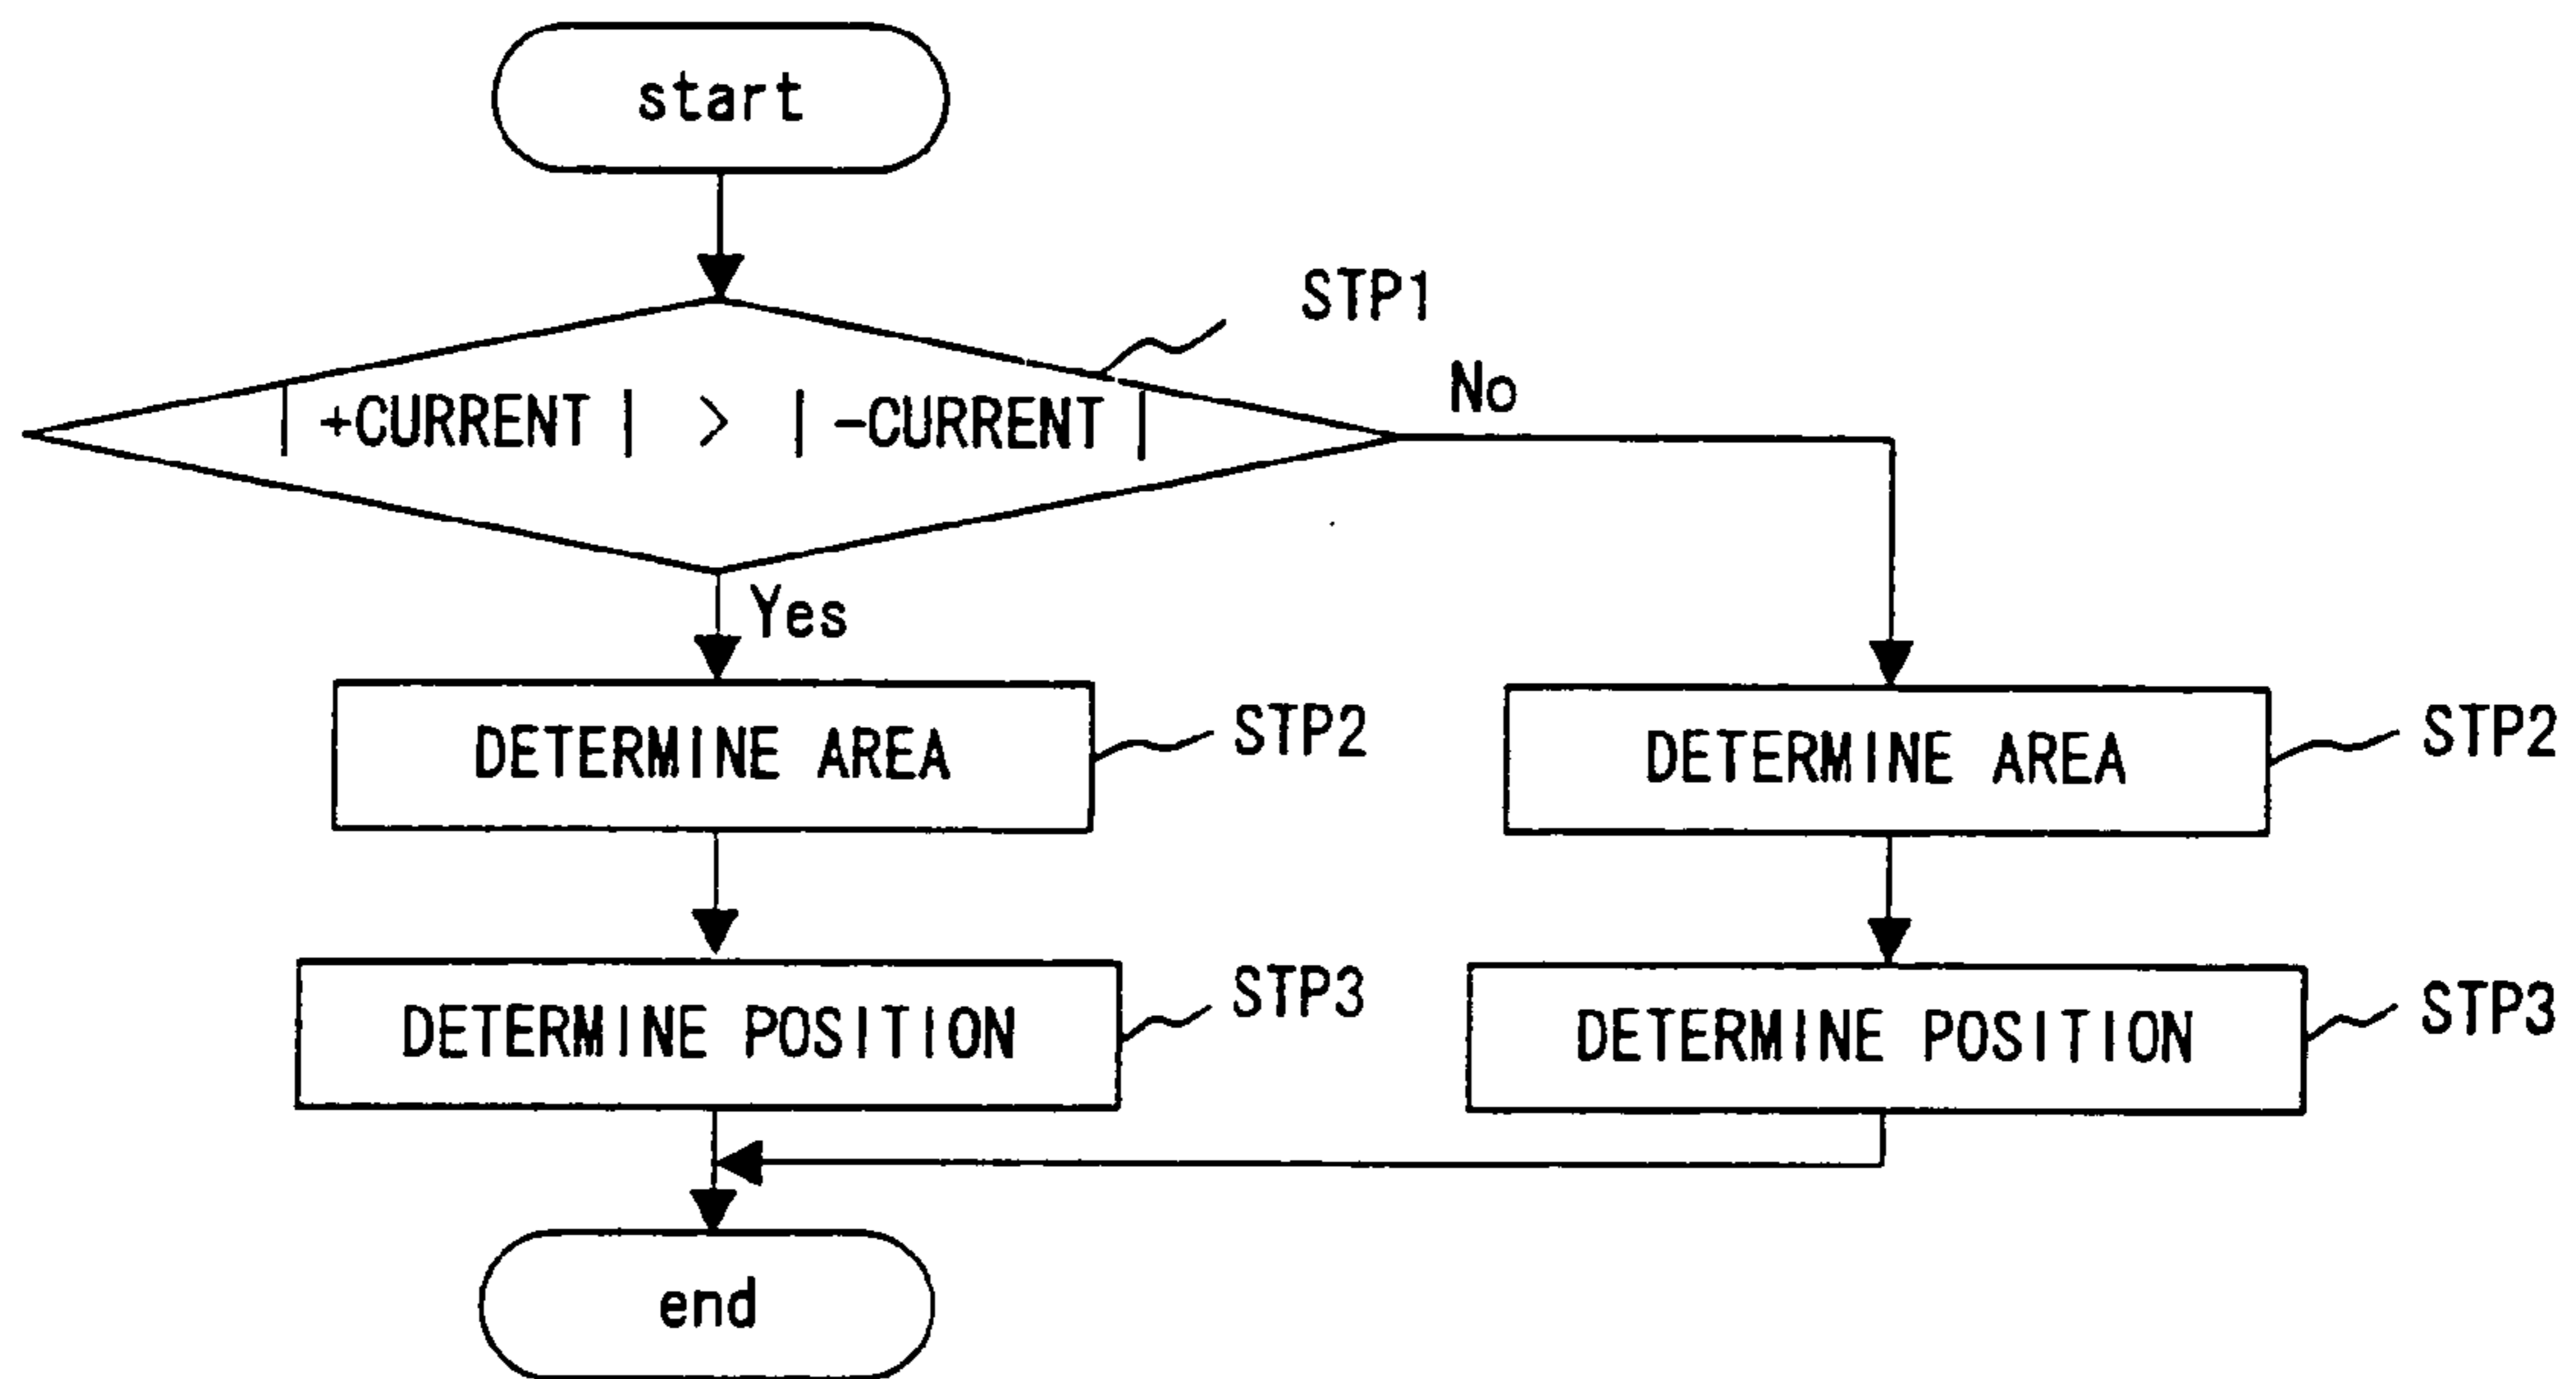 start
STP1
| +CURRENT | > | -CURRENT |
No
Yes
DETERMINE AREA
STP2
DETERMINE AREA
STP2
DETERMINE POSITION
STP3
DETERMINE POSITION
STP3
end